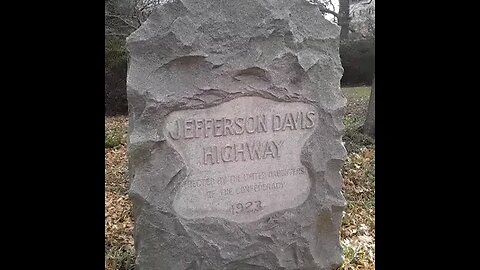 JEFFERSON DAVIS
HIGHWAY
ERECTED BY THE UNITED DAUGHTERS
OF THE CONFEDERACY
1923